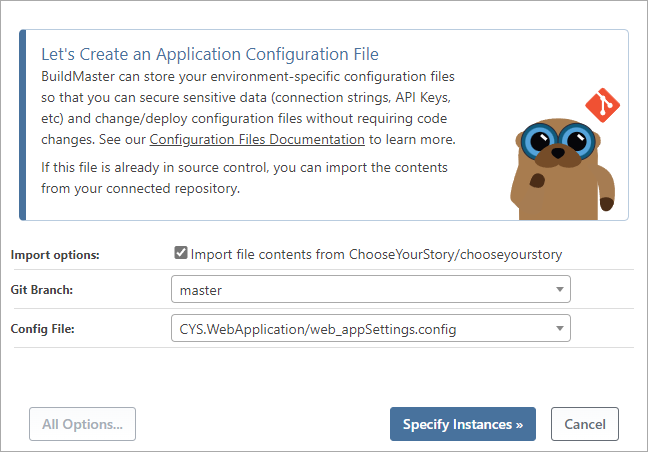 Let's Create an Application Configuration File
BuildMaster can store your environment-specific configuration files
so that you can secure sensitive data (connection strings, API Keys,
etc) and change/deploy configuration files without requiring code
changes. See our Configuration Files Documentation to learn more.
If this file is already in source control, you can import the contents
from your connected repository.
Import options: Import file contents from ChooseYourStory/chooseyourstory
Git Branch: master
Config File: CYS.WebApplication/web_appSettings.config
All Options... Specify Instances » Cancel